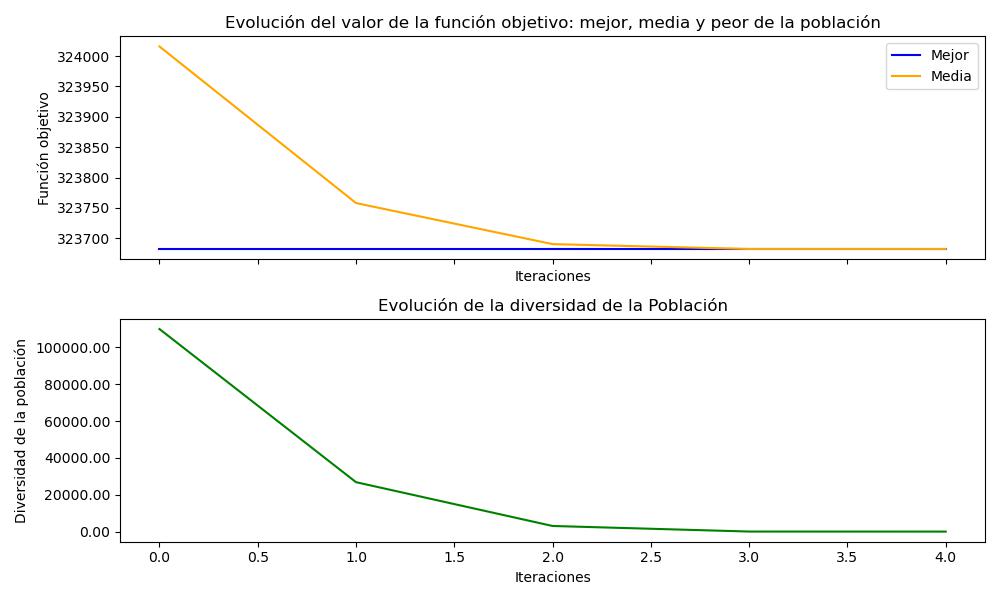 Evolución del valor de la función objetivo: mejor, media y peor de la población
324000
323950
323900
323850
323800
323750
323700
Función objetivo
Mejor
Media
Iteraciones
Evolución de la diversidad de la Población
100000.00
80000.00
60000.00
40000.00
20000.00
0.00
Diversidad de la población
0.0 0.5 1.0 1.5 2.0 2.5 3.0 3.5 4.0
Iteraciones